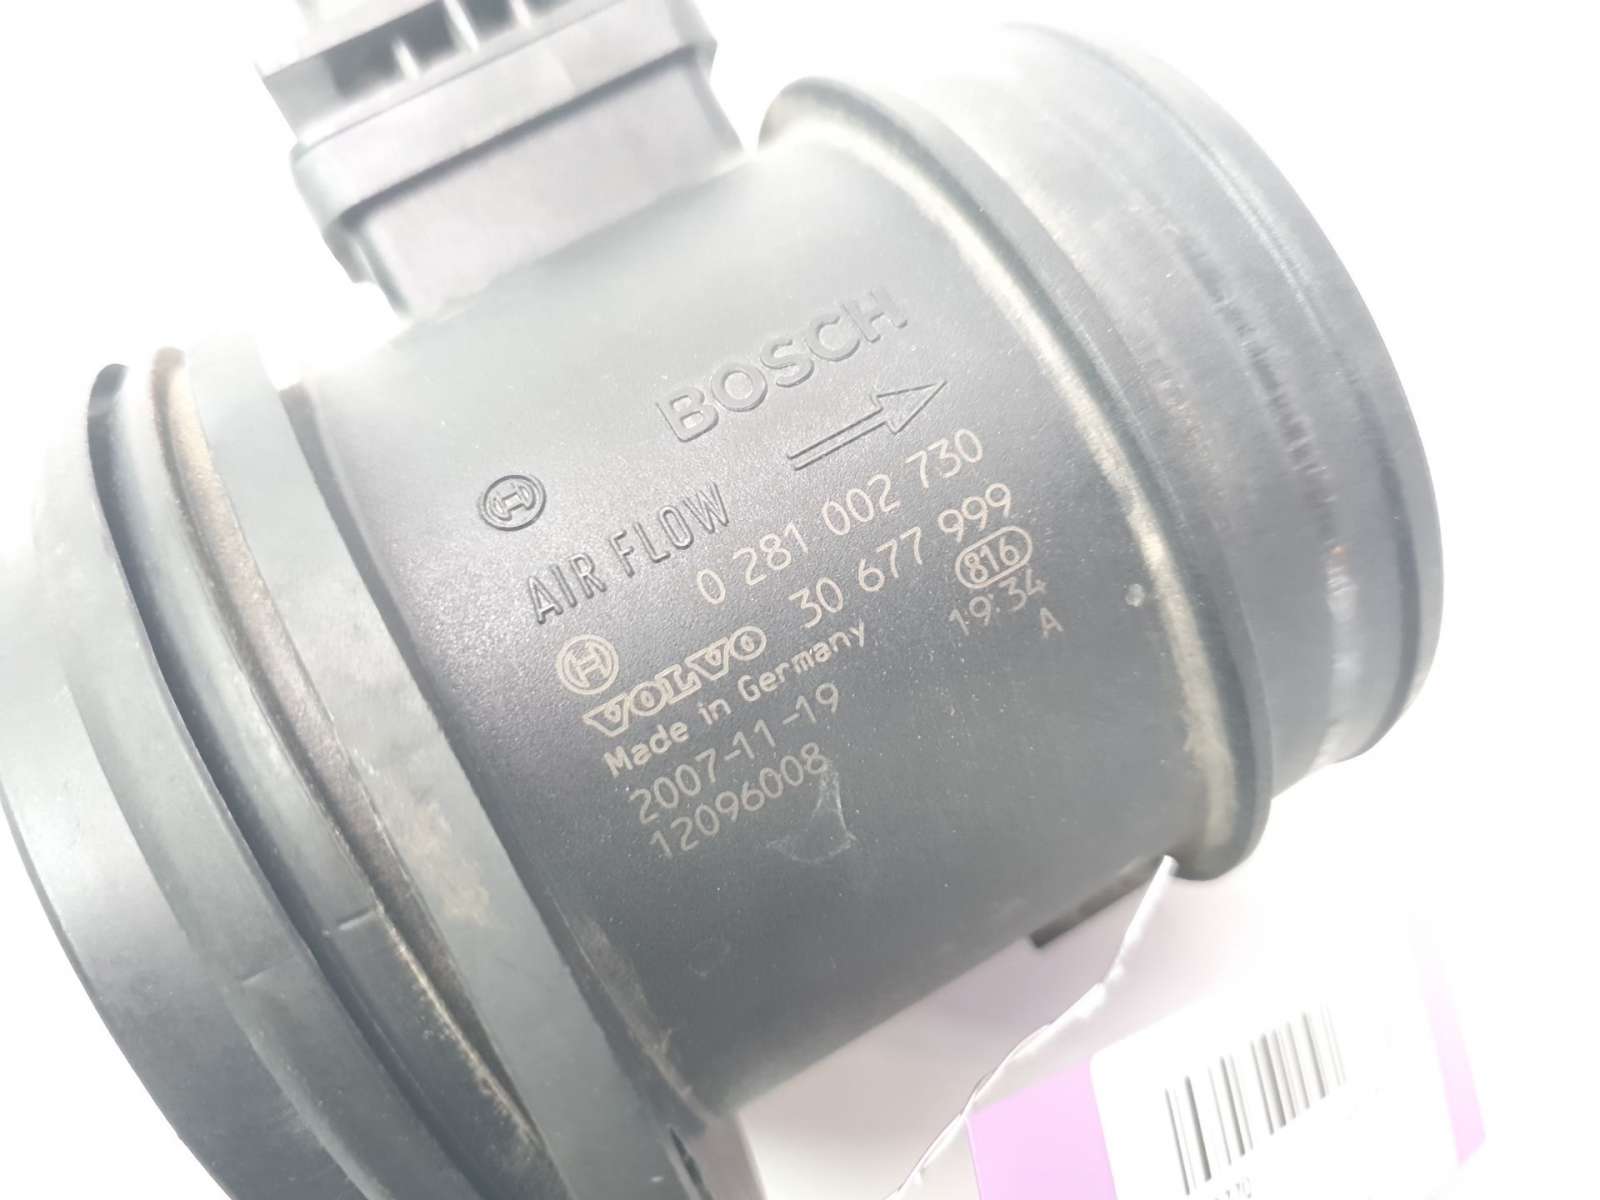 BOSCH
AIR FLOW
0 281 002 730
VOLVO 30 677 999
Made in Germany 816
2007-11-19 19:34
12096008 A